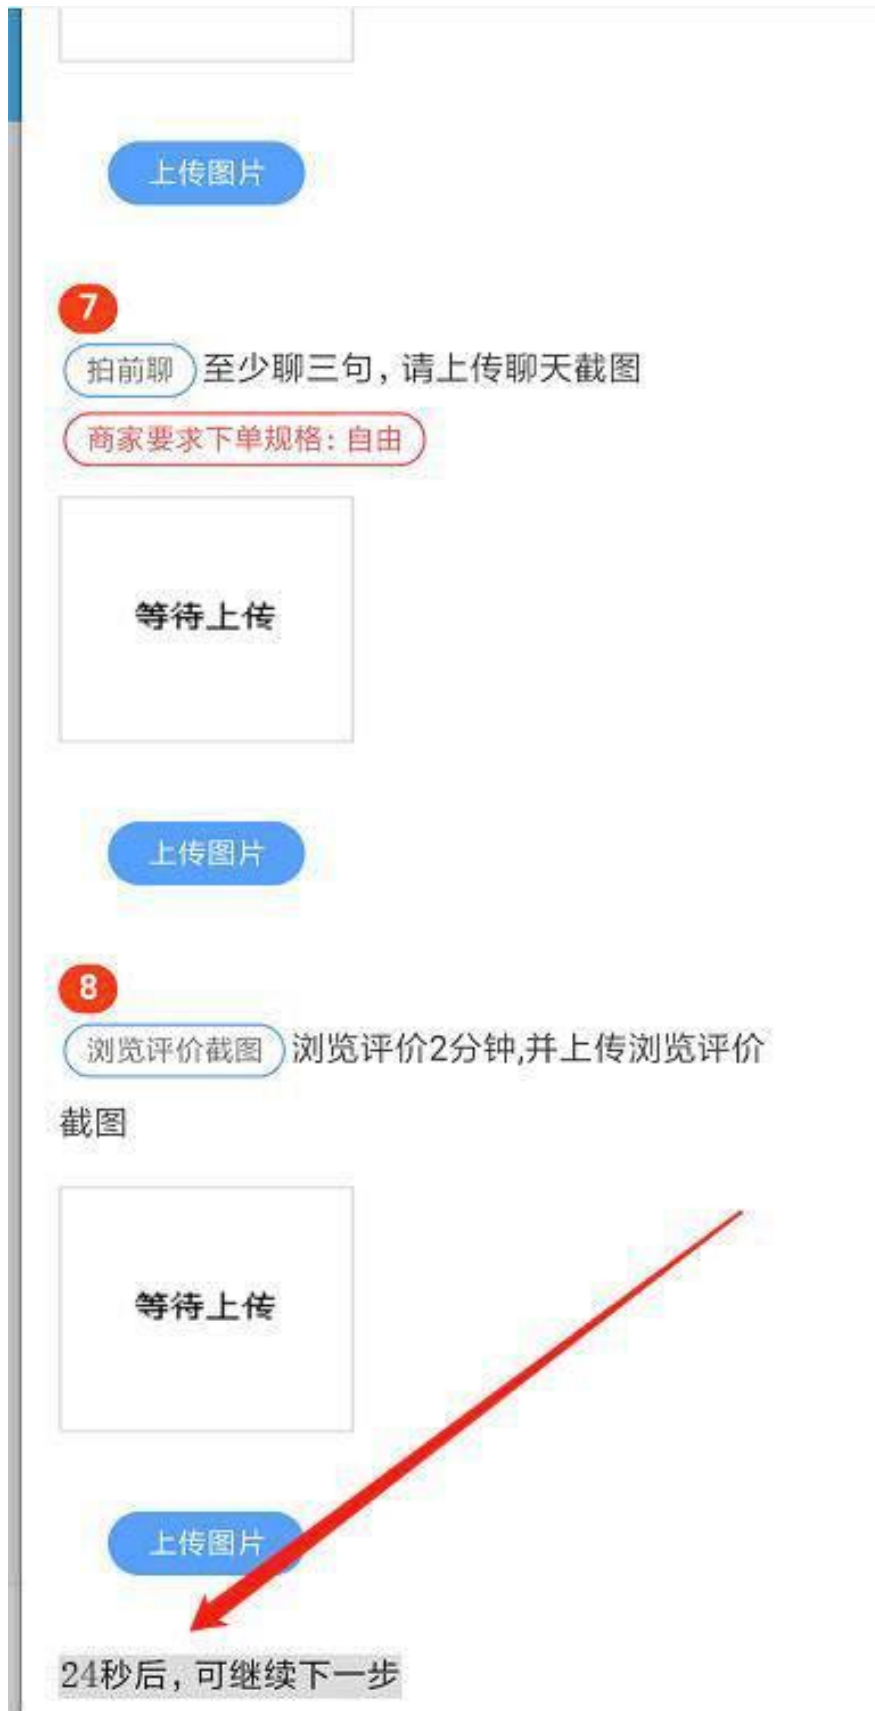 上传图片
7
拍前聊 至少聊三句，请上传聊天截图
商家要求下单规格：自由
等待上传
上传图片
8
浏览评价截图 浏览评价2分钟,并上传浏览评价
截图
等待上传
上传图片
24秒后，可继续下一步